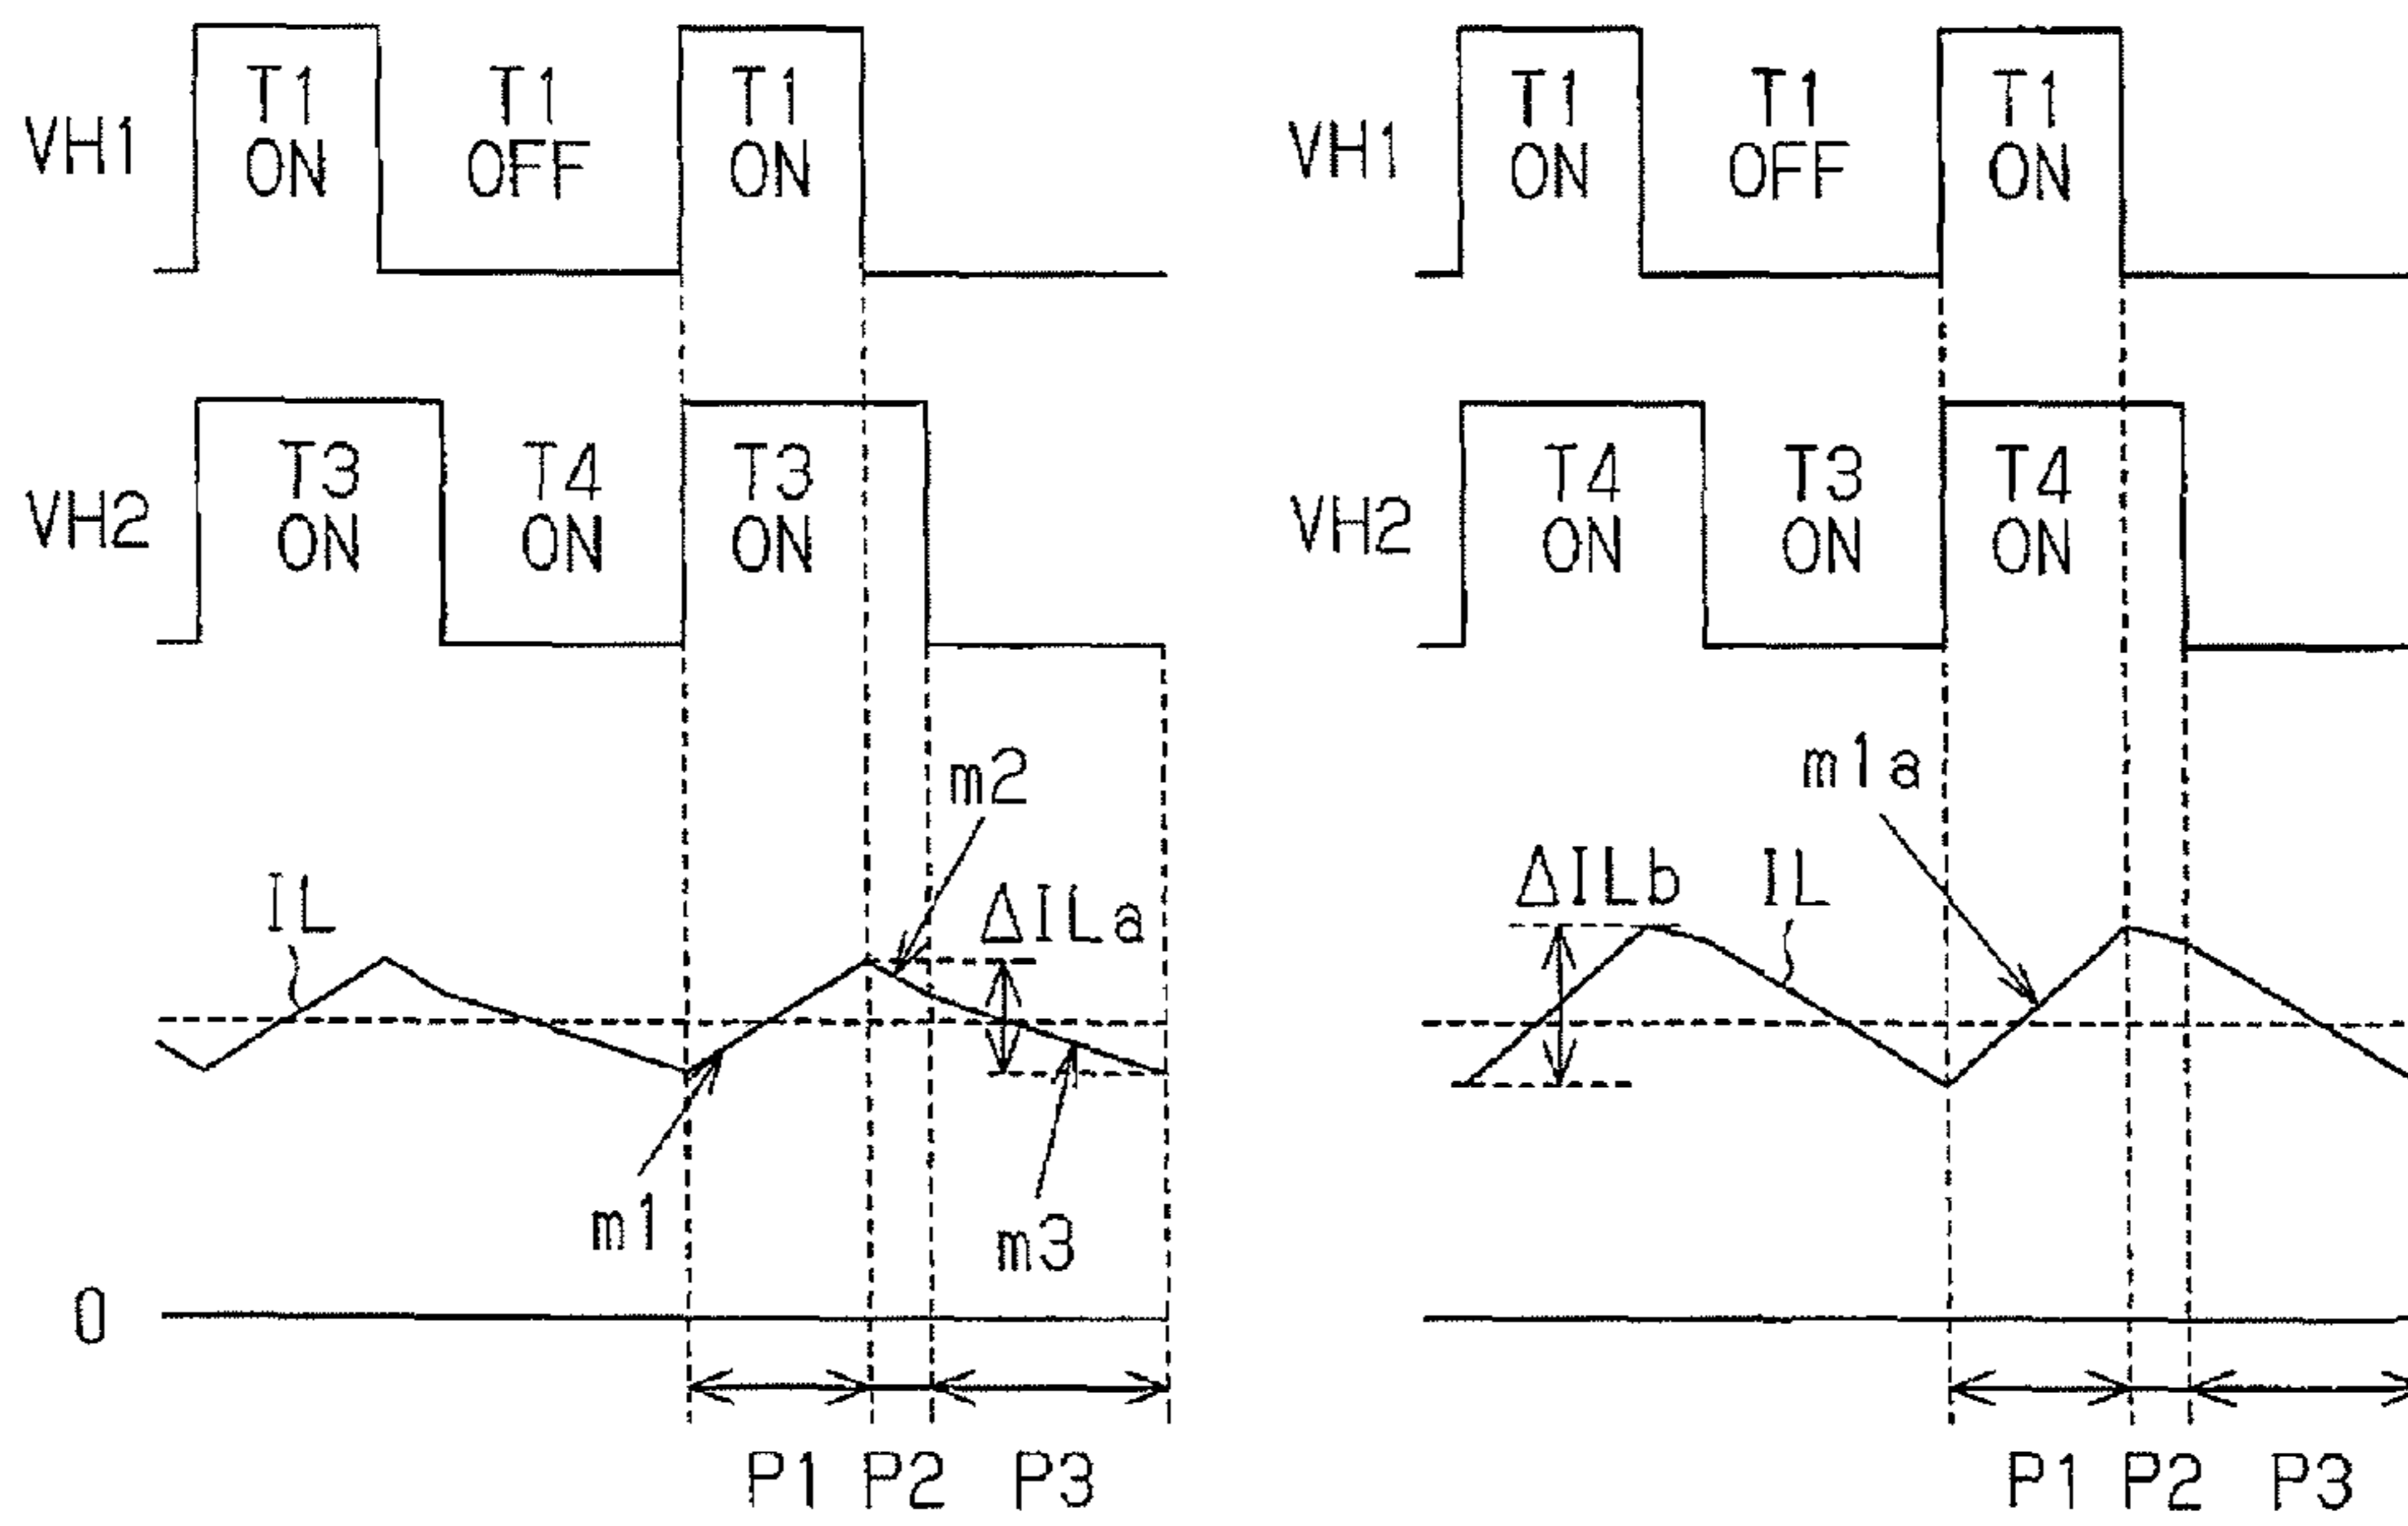 VH1
T1 ON
T1 OFF
T1 ON
VH2
T3 ON
T4 ON
T3 ON
IL
m2
ΔILa
m1
m3
0
P1 P2 P3
VH1
T1 ON
T1 OFF
T1 ON
VH2
T4 ON
T3 ON
T4 ON
m1a
ΔILb
IL
P1 P2 P3